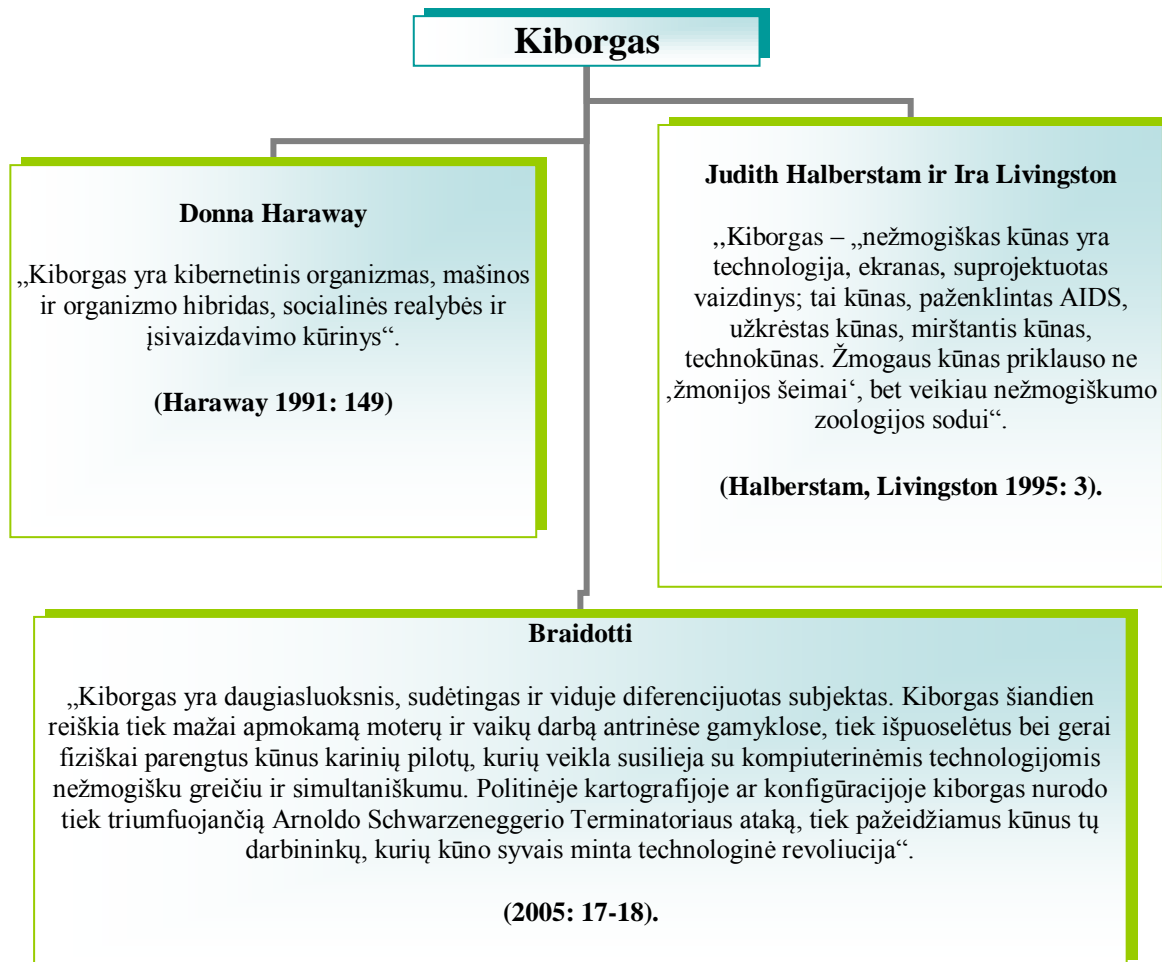 Kiborgas
Donna Haraway
„Kiborgas yra kibernetinis organizmas, mašinos
ir organizmo hibridas, socialinės realybės ir
įsivaizdavimo kūrinys“.
(Haraway 1991: 149)
Judith Halberstam ir Ira Livingston
„Kiborgas – „nežmogiškas kūnas yra
technologija, ekranas, suprojektuotas
vaizdinys; tai kūnas, paženklintas AIDS,
užkrėstas kūnas, mirštantis kūnas,
technokūnas. Žmogaus kūnas priklauso ne
‚žmonijos šeimai‘, bet veikiau nežmogiškumo
zoologijos sodui“.
(Halberstam, Livingston 1995: 3).
Braidotti
„Kiborgas yra daugiasluoksnis, sudėtingas ir viduje diferencijuotas subjektas. Kiborgas šiandien
reiškia tiek mažai apmokamą moterų ir vaikų darbą antrinėse gamyklose, tiek išpuoselėtus bei gerai
fiziškai parengtus kūnus karinių pilotų, kurių veikla susilieja su kompiuterinėmis technologijomis
nežmogišku greičiu ir simultaniškumu. Politinėje kartografijoje ar konfigūracijoje kiborgas nurodo
tiek triumfuojančią Arnoldo Schwarzeneggerio Terminatoriaus ataką, tiek pažeidžiamus kūnus tų
darbininkų, kurių kūno syvais minta technologinė revoliucija“.
(2005: 17-18).